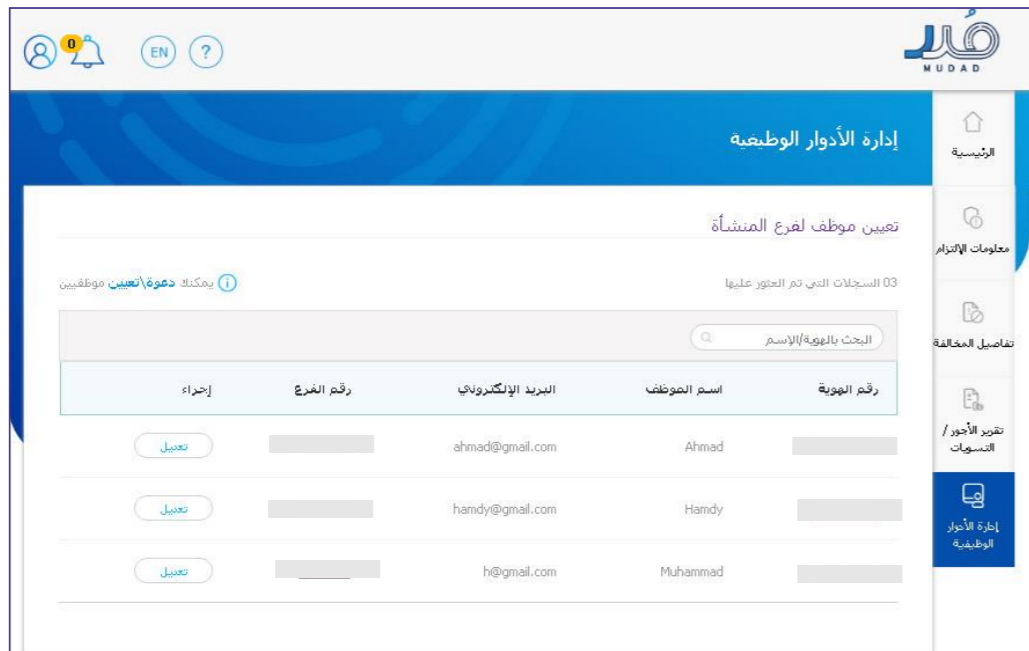 مُدد
MUDAD
?
EN
0
إدارة الأدوار الوظيفية
الرئيسية
معلومات الإلتزام
تفاصيل المخالفة
تقرير الأجور /
التسويات
إدارة الأدوار
الوظيفية
تعيين موظف لفرع المنشأة
03 السجلات التي تم العثور عليها
يمكنك دعوة\تعيين موظفيين
البحث بالهوية/الإسم
رقم الهوية اسم الموظف البريد الإلكتروني رقم الفرع إجراء
Ahmad ahmad@gmail.com تعديل
Hamdy hamdy@gmail.com تعديل
Muhammad h@gmail.com تعديل